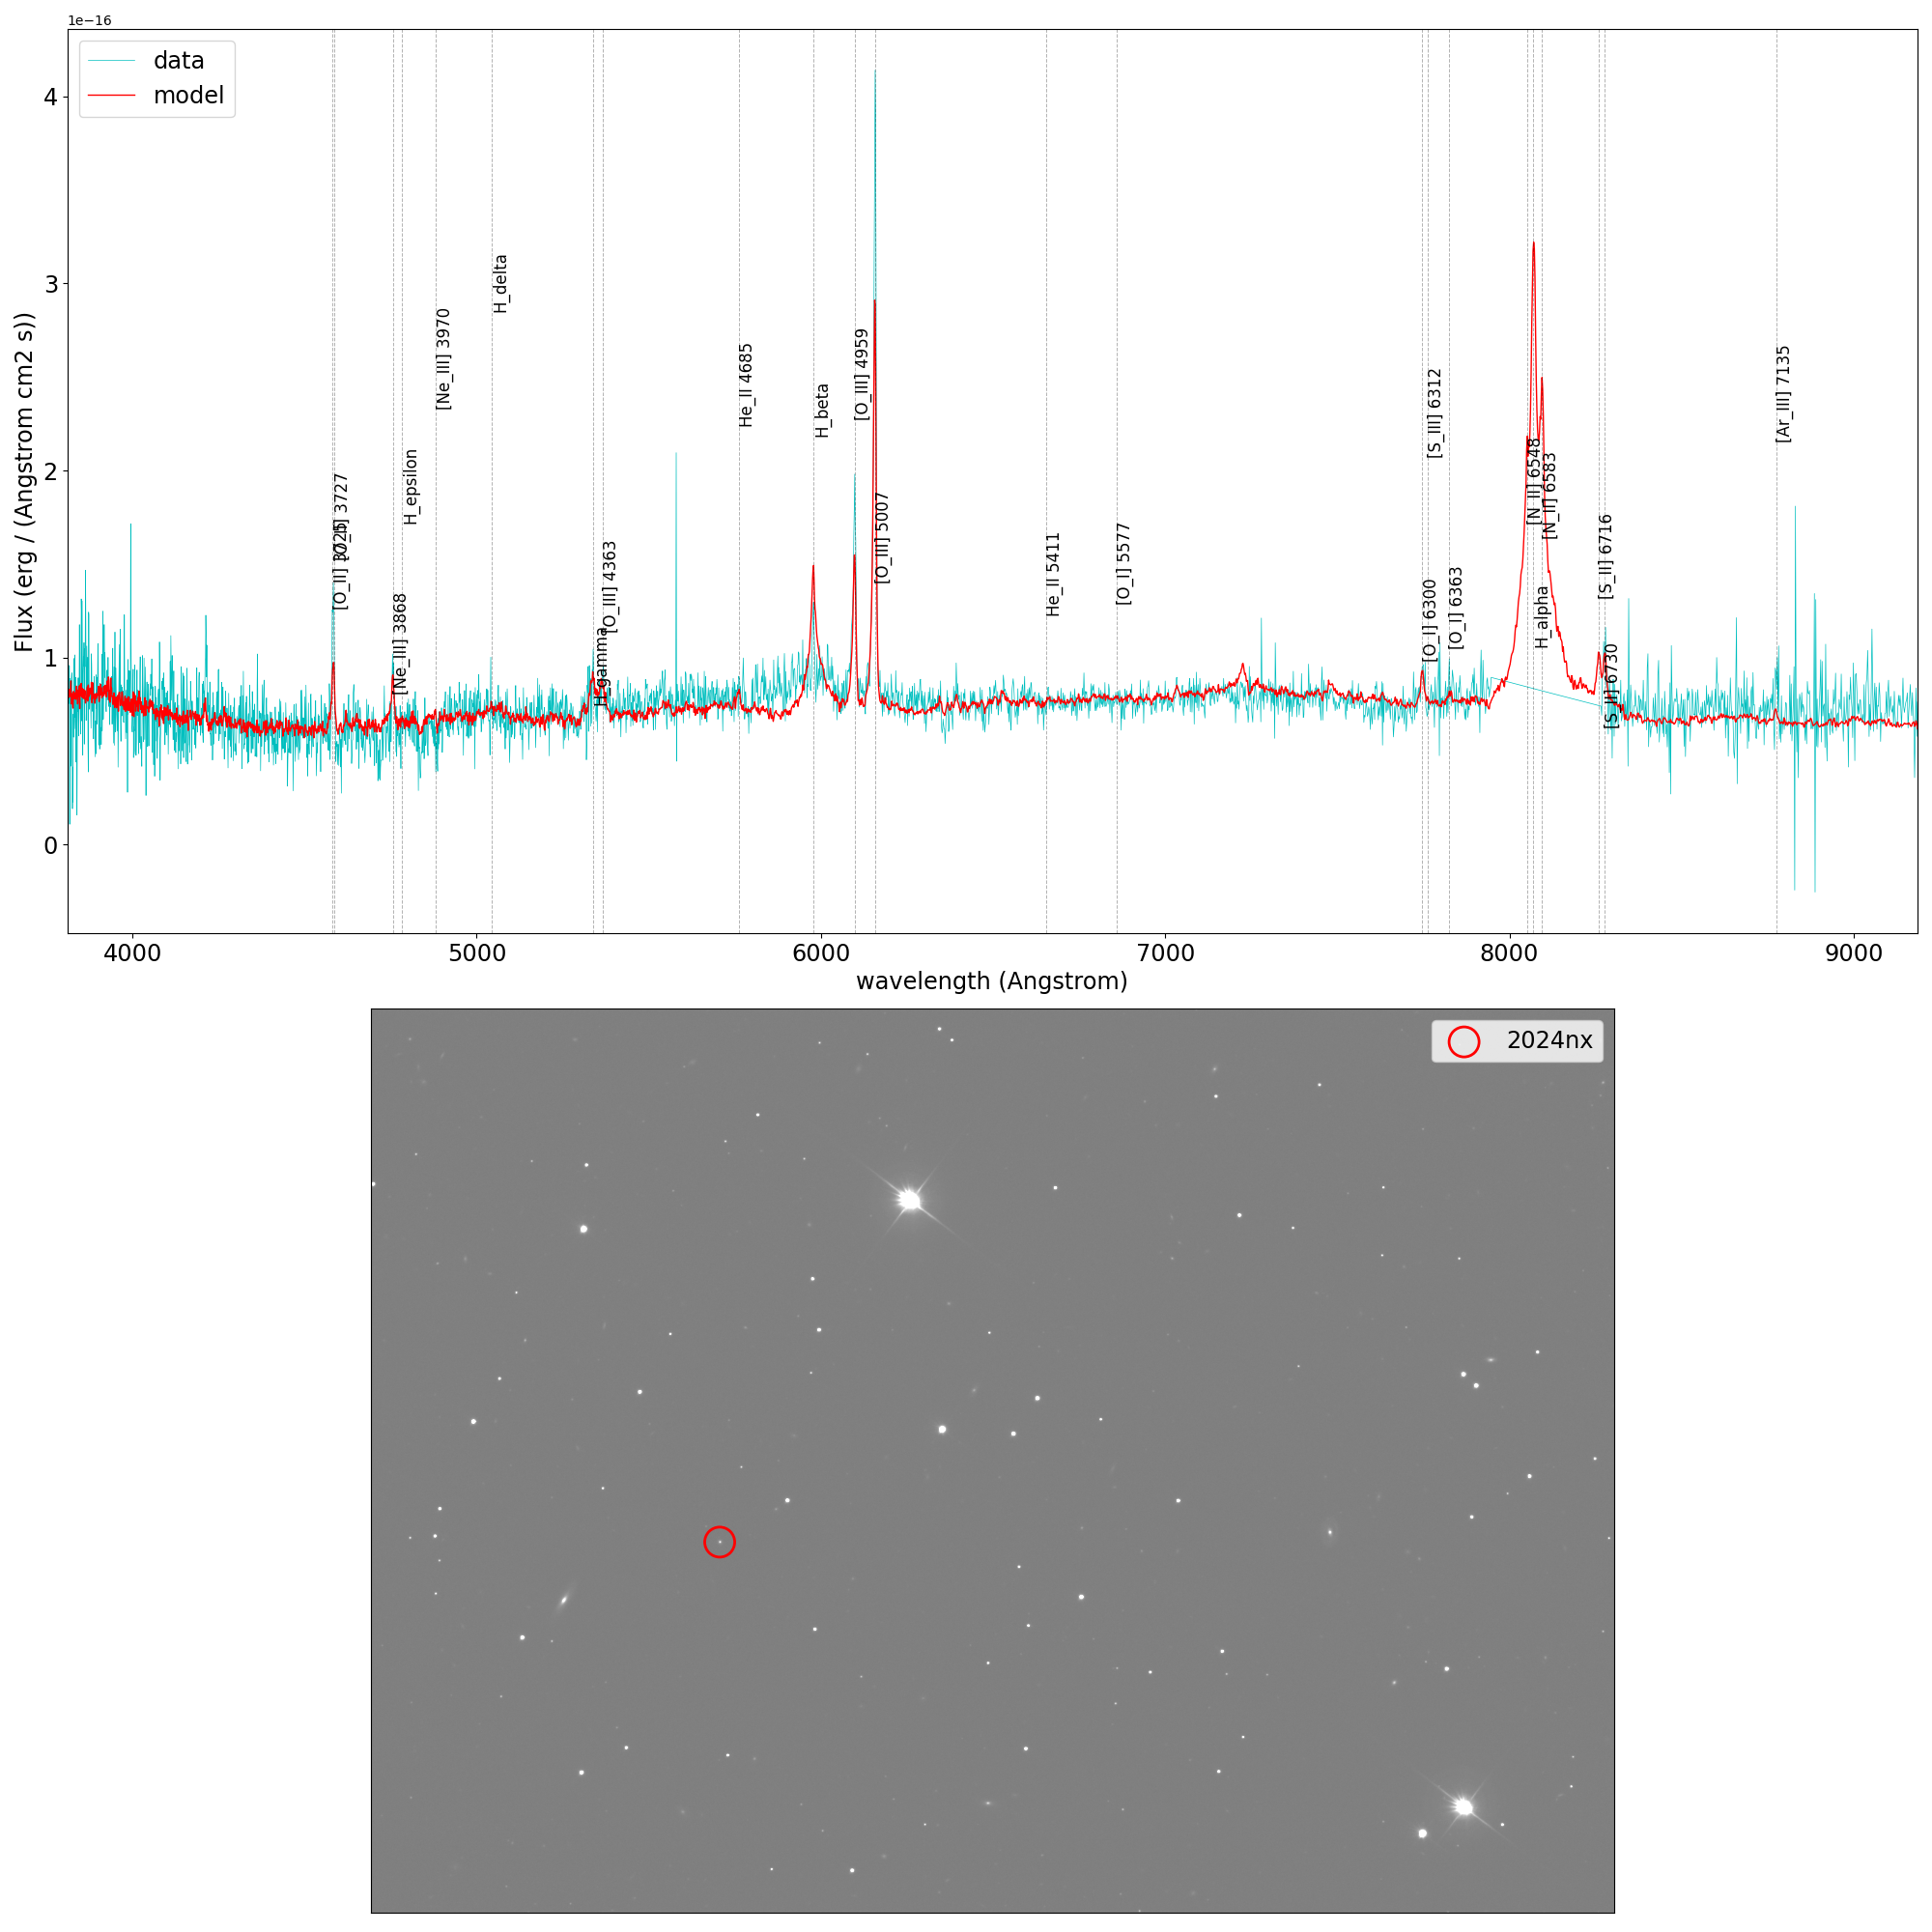 1e−16
data
model
Flux (erg / (Angstrom cm2 s))
4
3
2
1
0
[O_II] 3727
[Ne_III] 3868
H_epsilon
[Ne_III] 3970
H_delta
H_gamma
[O_III] 4363
He_II 4685
H_beta
[O_III] 4959
[O_III] 5007
He_II 5411
[O_I] 5577
[O_I] 6300
[S_III] 6312
[O_I] 6363
[N_II] 6548
H_alpha
[N_II] 6583
[S_II] 6716
[S_II] 6730
[Ar_III] 7135
4000 5000 6000 7000 8000 9000
wavelength (Angstrom)
2024nx